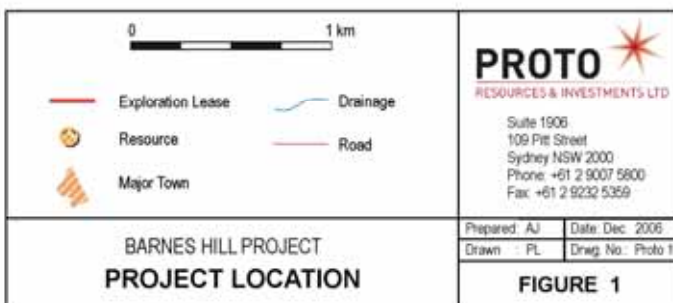 0 1 km
Exploration Lease
Drainage
Resource
Road
Major Town
BARNES HILL PROJECT
PROJECT LOCATION
PROTO
RESOURCES & INVESTMENTS LTD
Suite 1906
109 Pitt Street
Sydney NSW 2000
Phone: +61 2 9007 5800
Fax: +61 2 9232 5359
Prepared: AJ
Date: Dec 2006
Drawn : PL
Drwg. No.: Proto 1
FIGURE 1